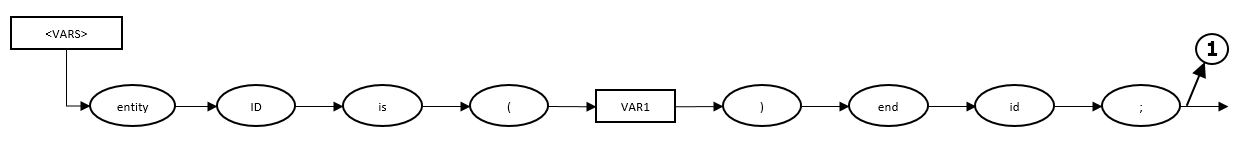 <VARS>
1
entity ID is ( VAR1 ) end id ;